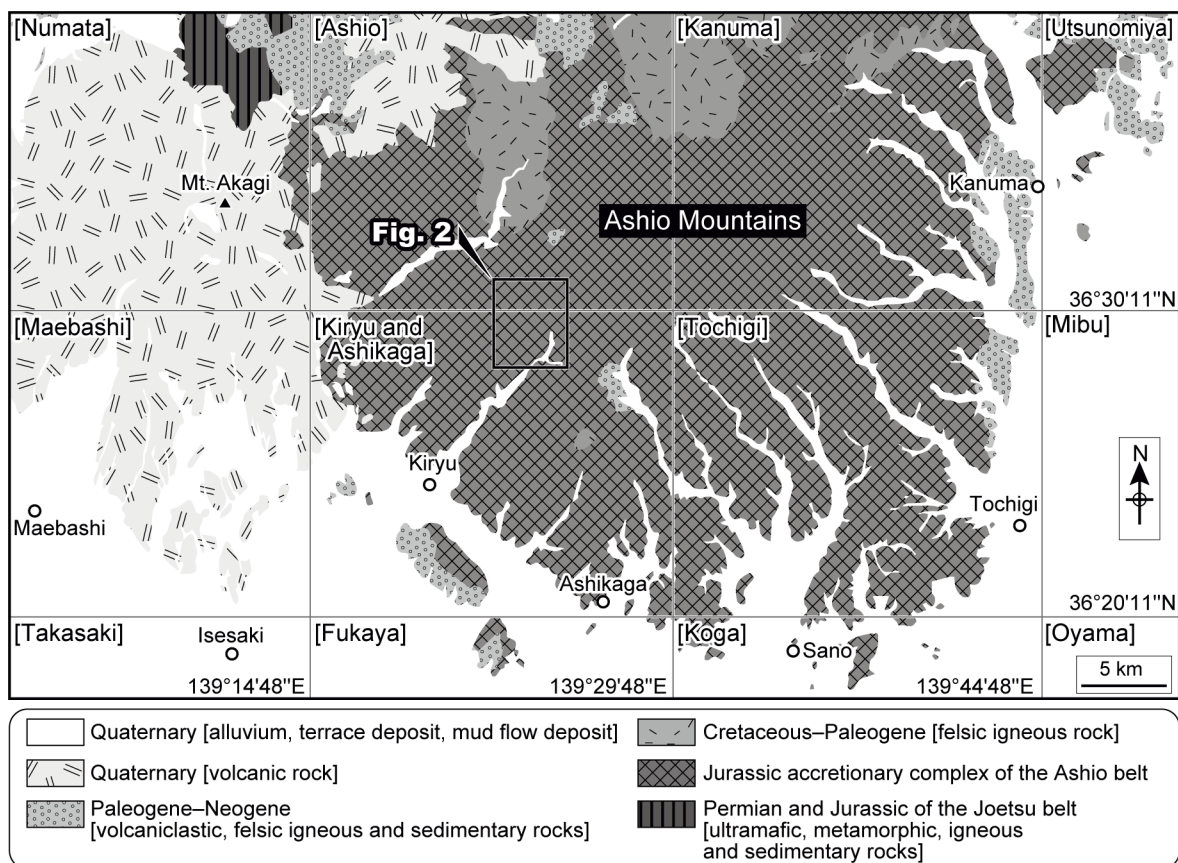 [Numata]
[Ashio]
[Kanuma]
[Utsunomiya]
Mt. Akagi
Kanuma
Ashio Mountains
Fig. 2
36°30'11"N
[Maebashi]
[Kiryu and
Ashikaga]
[Tochigi]
[Mibu]
Kiryu
N
Maebashi
Tochigi
Ashikaga
36°20'11"N
[Takasaki]
Isesaki
[Fukaya]
[Koga]
Sano
[Oyama]
139°14'48"E
139°29'48"E
139°44'48"E
5 km
Quaternary [alluvium, terrace deposit, mud flow deposit]
Quaternary [volcanic rock]
Paleogene–Neogene
[volcaniclastic, felsic igneous and sedimentary rocks]
Cretaceous–Paleogene [felsic igneous rock]
Jurassic accretionary complex of the Ashio belt
Permian and Jurassic of the Joetsu belt
[ultramafic, metamorphic, igneous
and sedimentary rocks]